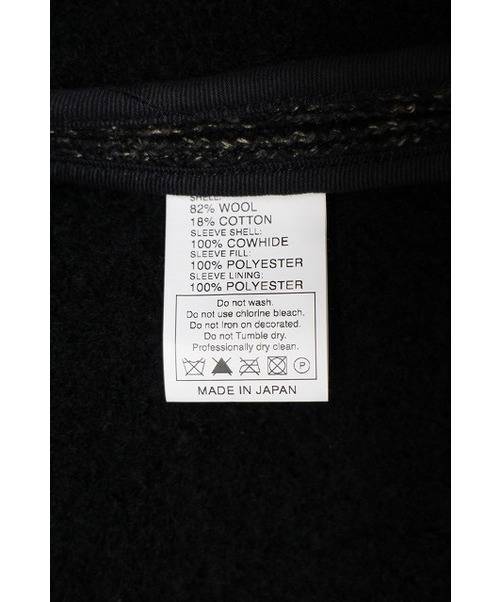 SHELL:
82% WOOL
18% COTTON
SLEEVE SHELL:
100% COWHIDE
SLEEVE FILL:
100% POLYESTER
SLEEVE LINING:
100% POLYESTER
Do not wash.
Do not use chlorine bleach.
Do not Iron on decorated.
Do not Tumble dry.
Professionally dry clean.
P
MADE IN JAPAN